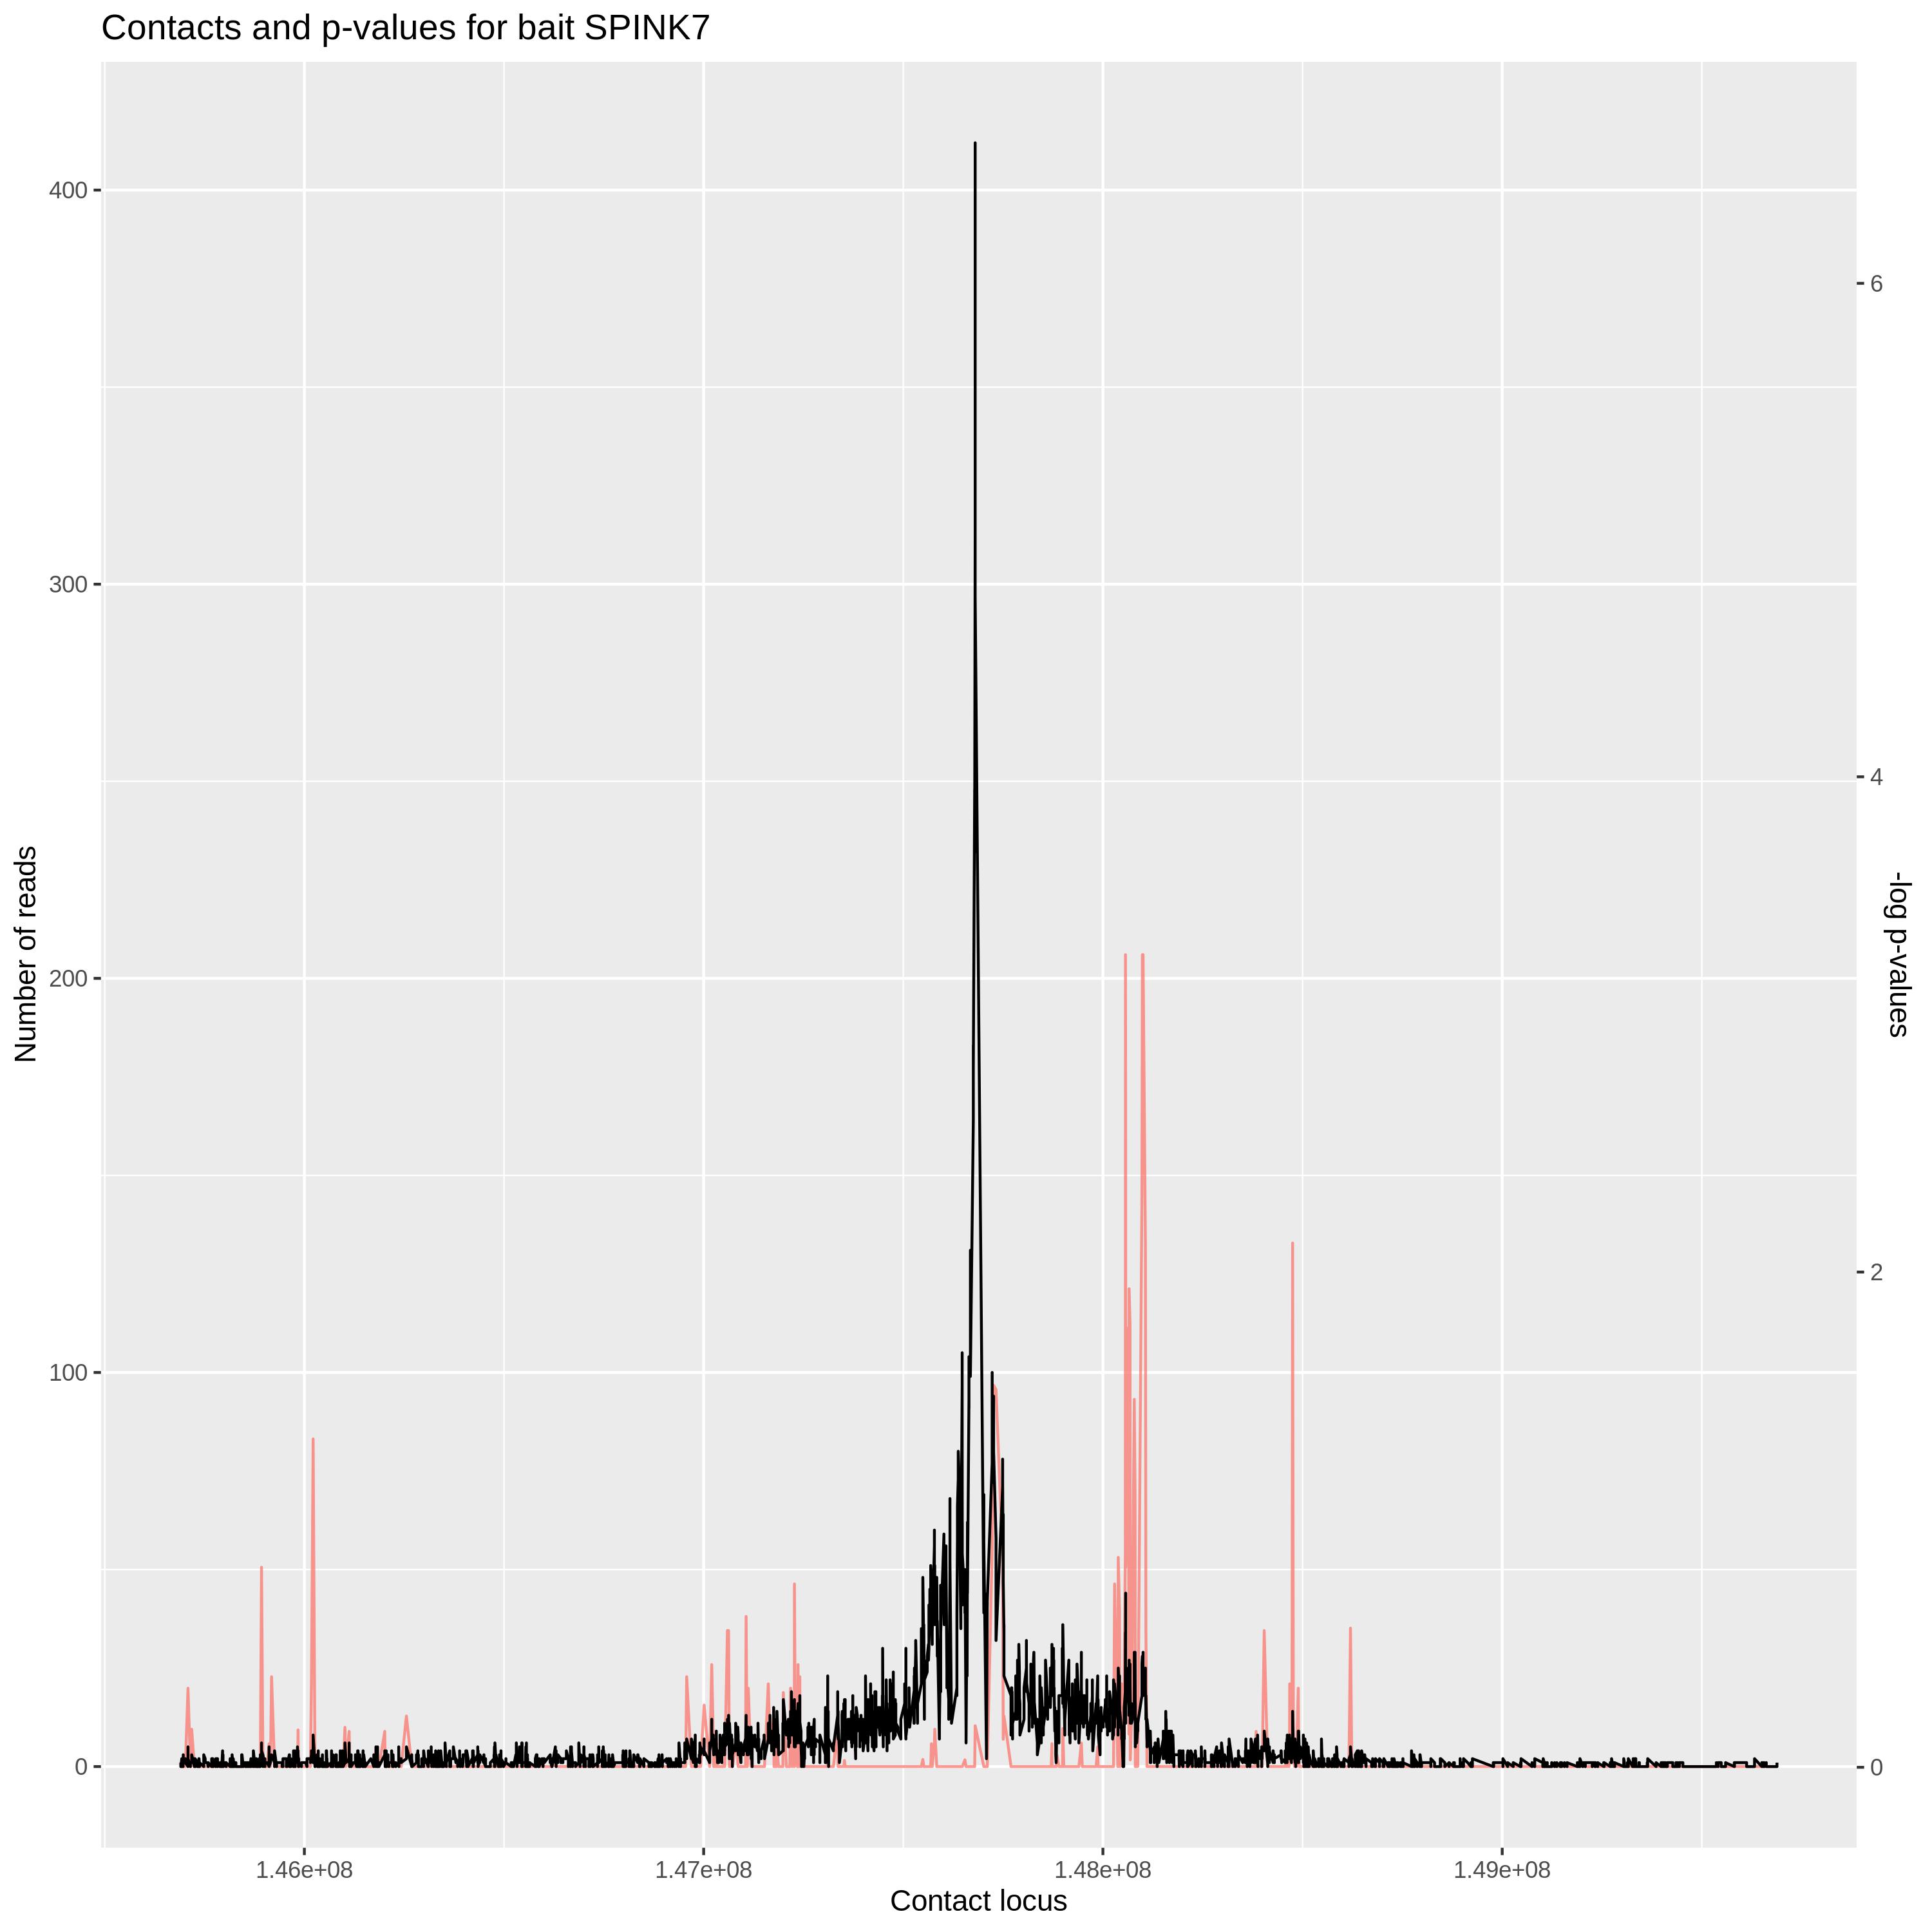 Contacts and p-values for bait SPINK7
400
300
200
100
0
Number of reads
6
4
2
0
-log p-values
1.46e+08
1.47e+08
1.48e+08
1.49e+08
Contact locus